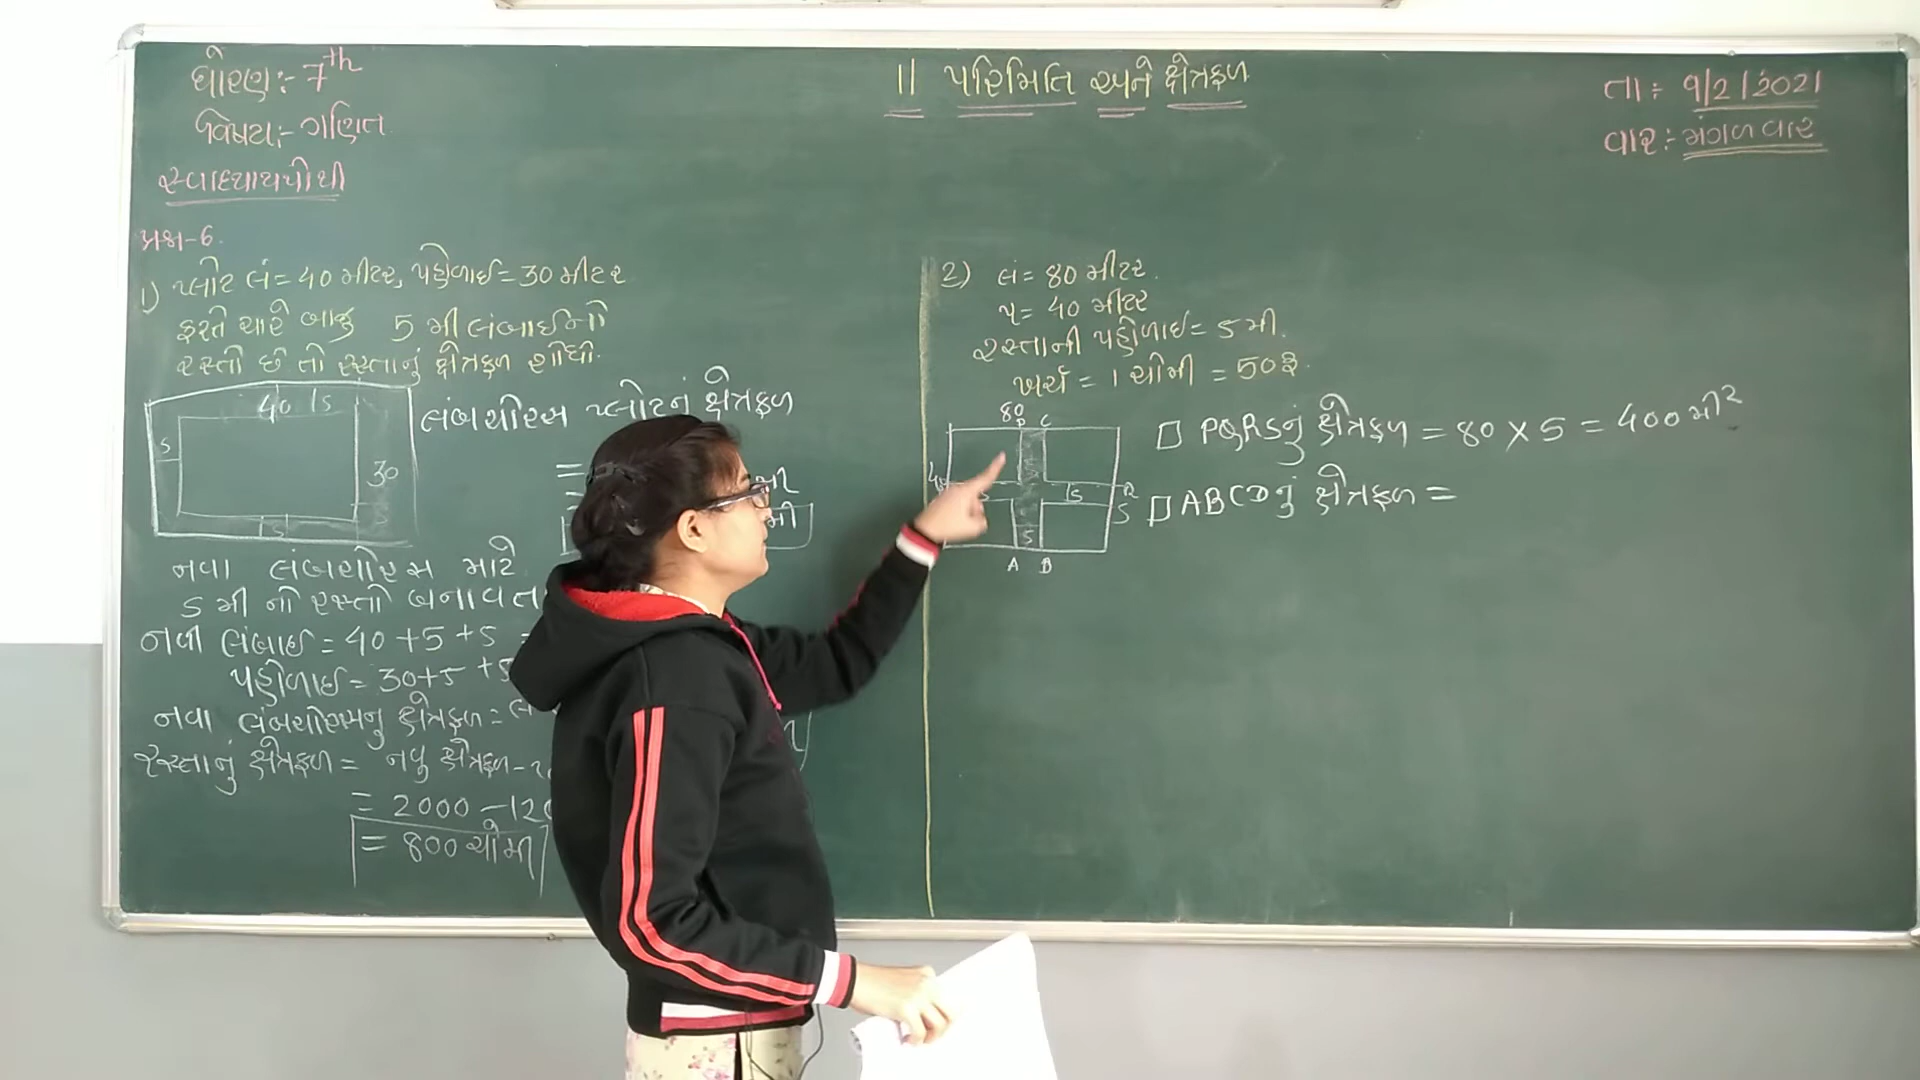 ધોરણ:- 7th
વિષય:- ગણિત
સ્વાધ્યાયપોથી
11 પરિમિતિ અને ક્ષેત્રફળ
તા:- 9/2/2021
વાર:- મંગળવાર
પ્રશ્ન-6.
1) પ્લોટ લં = 40 મીટર, પહોળાઈ = 30 મીટર
ફરતે ચારે બાજુ 5 મી લંબાઈનો
રસ્તો છે તો રસ્તાનું ક્ષેત્રફળ શોધો.
40 5
5
30
5
લંબચોરસ પ્લોટનું ક્ષેત્રફળ
=
=
મી
નવા લંબચોરસ માટે
5 મી નો રસ્તો બનાવત
નવી લંબાઈ = 40 + 5 + 5 =
પહોળાઈ = 30 + 5 + 5
નવા લંબચોરસનું ક્ષેત્રફળ = લં
રસ્તાનું ક્ષેત્રફળ = નવુ ક્ષેત્રફળ -
= 2000 - 120
= 800 ચોમી
2) લં = 80 મીટર.
પ = 40 મીટર
રસ્તાની પહોળાઈ = 5 મી.
ખર્ચ = 1 ચોમી = 50 રૂ.
80
D C
5 R
S
5
A B
□ PQRSનું ક્ષેત્રફળ = 80 × 5 = 400 મી²
□ ABCDનું ક્ષેત્રફળ =